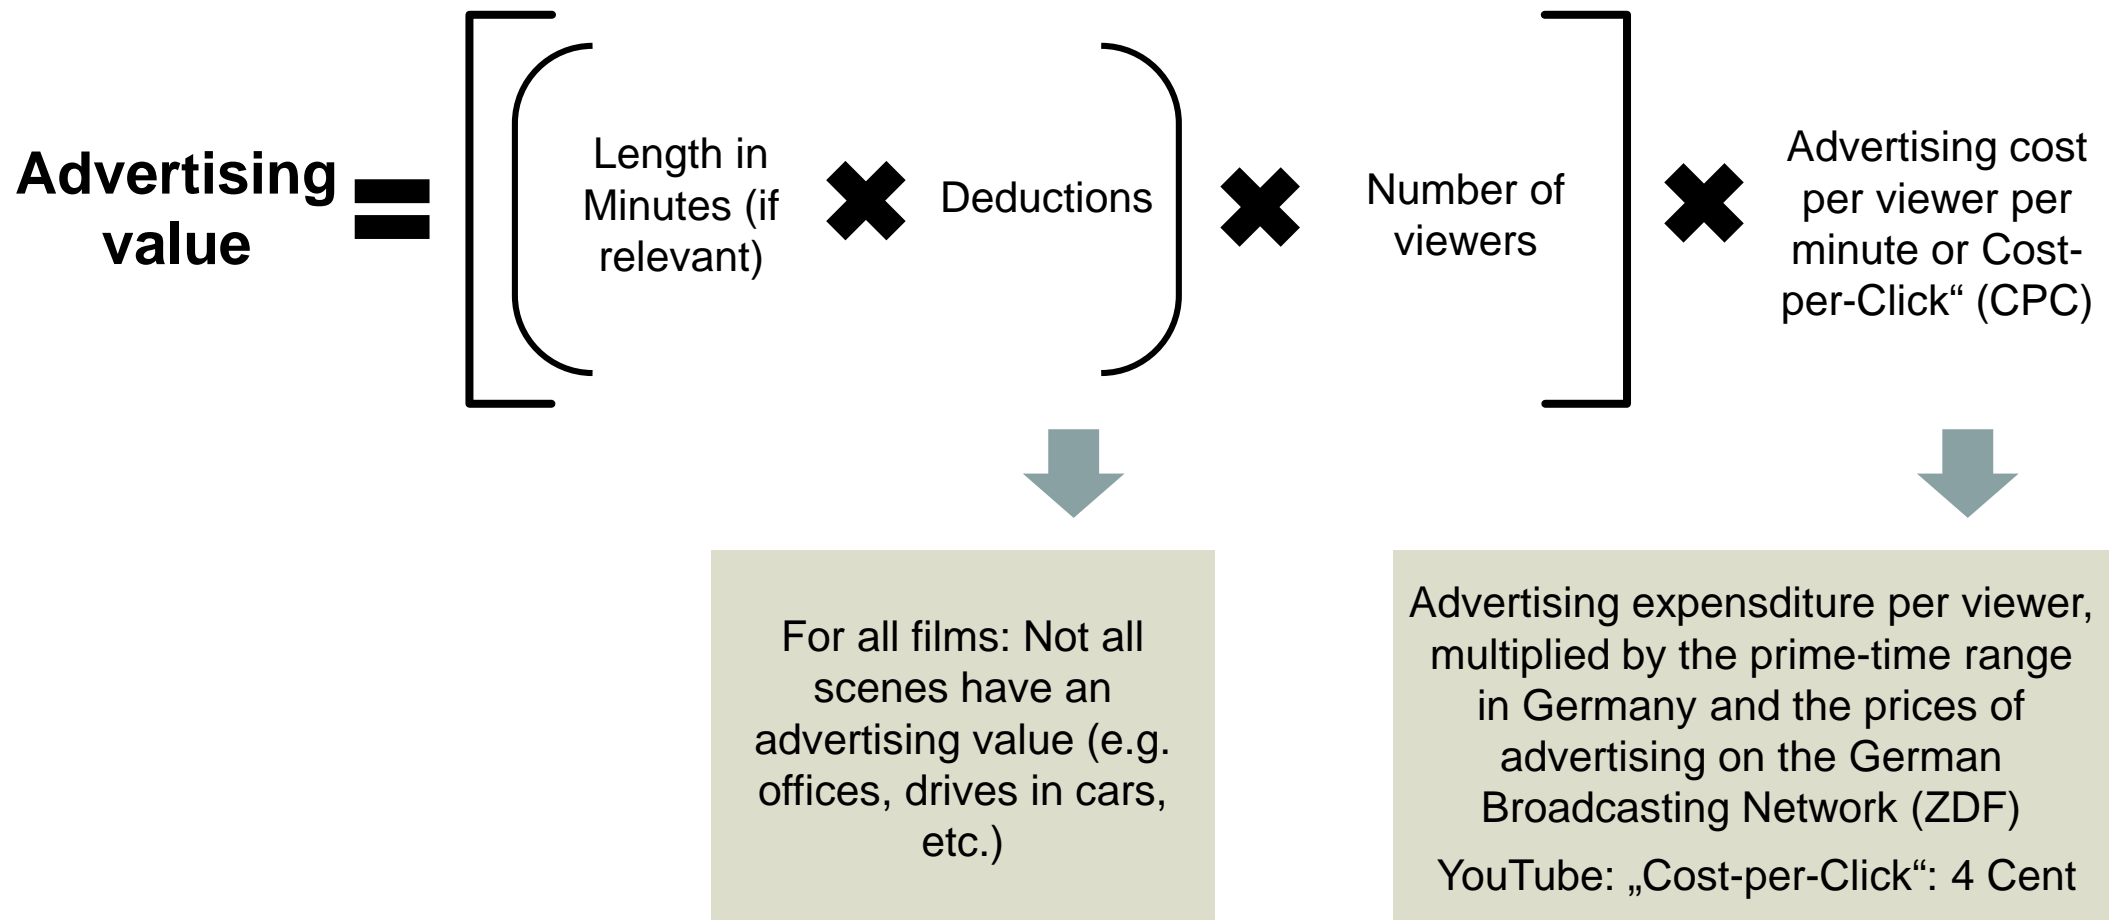 Advertising
value
Length in
Minutes (if
relevant)
Deductions
Number of
viewers
Advertising cost
per viewer per
minute or Cost-
per-Click“ (CPC)
For all films: Not all
scenes have an
advertising value (e.g.
offices, drives in cars,
etc.)
Advertising expensditure per viewer,
multiplied by the prime-time range
in Germany and the prices of
advertising on the German
Broadcasting Network (ZDF)
YouTube: „Cost-per-Click“: 4 Cent